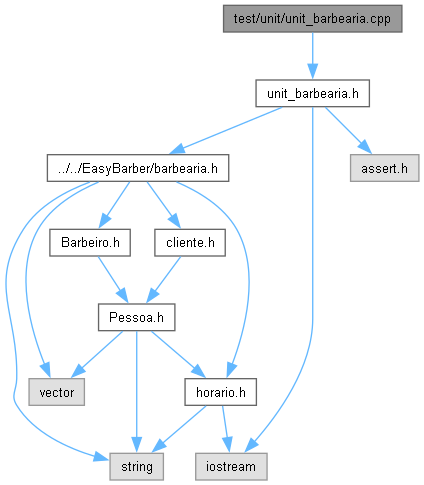 test/unit/unit_barbearia.cpp
unit_barbearia.h
../../EasyBarber/barbearia.h
assert.h
Barbeiro.h
cliente.h
Pessoa.h
vector
horario.h
string
iostream